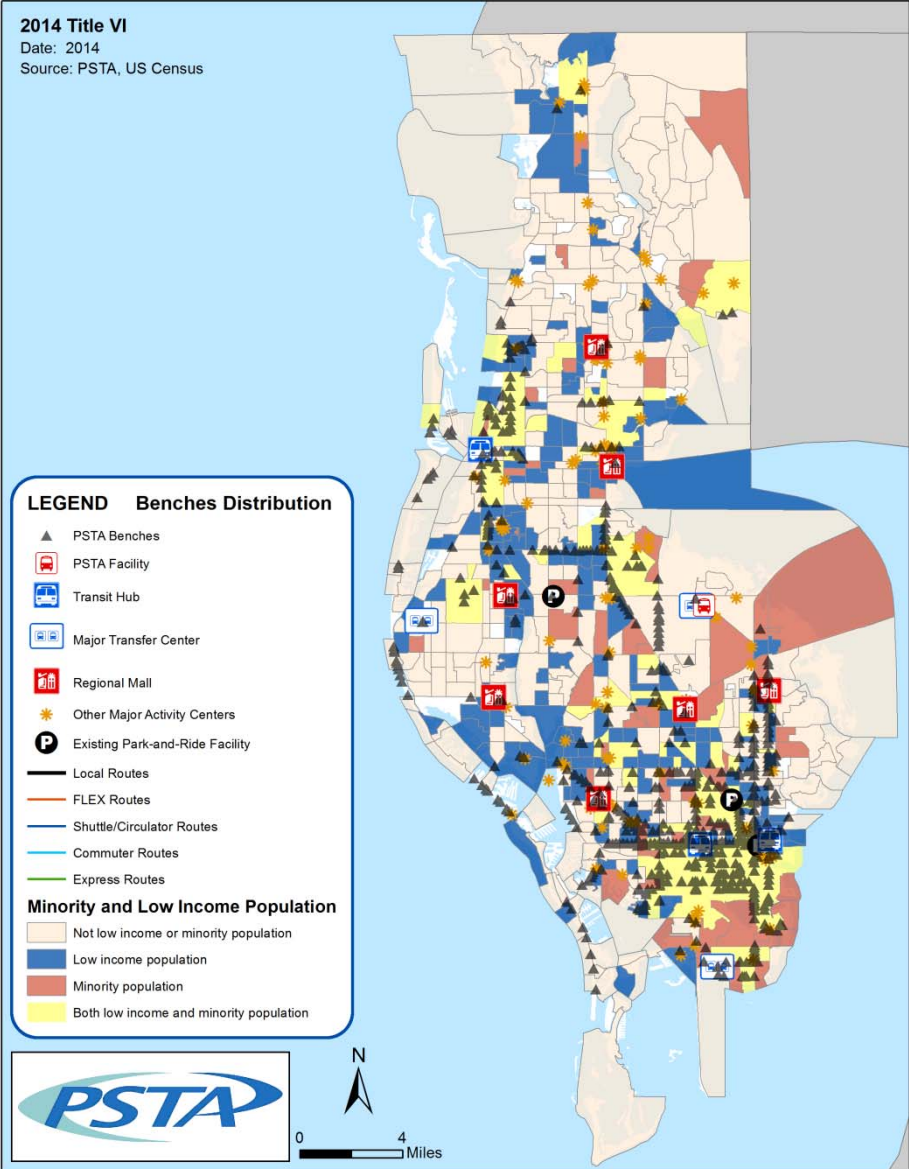 2014 Title VI
Date: 2014
Source: PSTA, US Census
LEGEND Benches Distribution
PSTA Benches
PSTA Facility
Transit Hub
Major Transfer Center
Regional Mall
Other Major Activity Centers
P Existing Park-and-Ride Facility
Local Routes
FLEX Routes
Shuttle/Circulator Routes
Commuter Routes
Express Routes
Minority and Low Income Population
Not low income or minority population
Low income population
Minority population
Both low income and minority population
PSTA
N
0 4
Miles
P
P